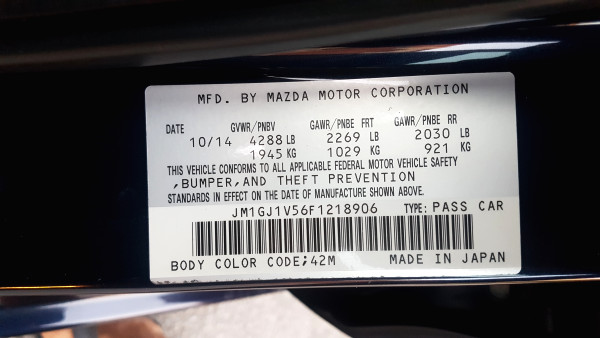 MFD. BY MAZDA MOTOR CORPORATION
DATE GVWR/PNBV GAWR/PNBE FRT GAWR/PNBE RR
10/14 4288 LB 2269 LB 2030 LB
1945 KG 1029 KG 921 KG
THIS VEHICLE CONFORMS TO ALL APPLICABLE FEDERAL MOTOR VEHICLE SAFETY
,BUMPER,AND THEFT PREVENTION
STANDARDS IN EFFECT ON THE DATE OF MANUFACTURE SHOWN ABOVE.
JM1GJ1V56F1218906 TYPE: PASS CAR
BODY COLOR CODE;42M MADE IN JAPAN